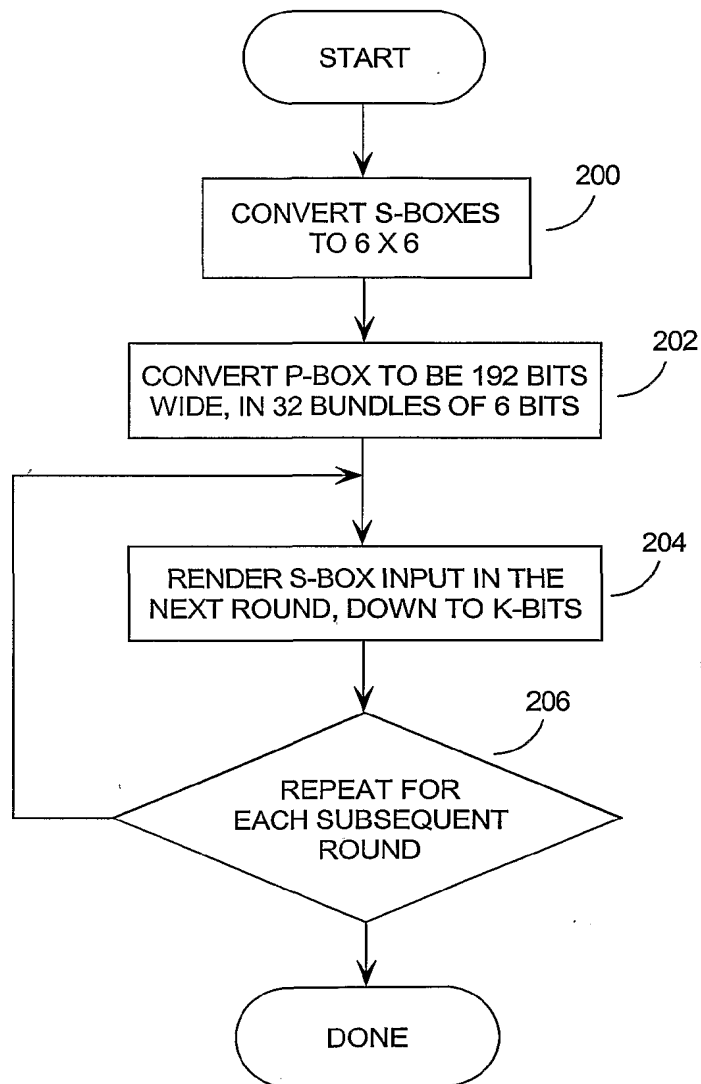 START
200
CONVERT S-BOXES
TO 6 X 6
202
CONVERT P-BOX TO BE 192 BITS
WIDE, IN 32 BUNDLES OF 6 BITS
204
RENDER S-BOX INPUT IN THE
NEXT ROUND, DOWN TO K-BITS
206
REPEAT FOR
EACH SUBSEQUENT
ROUND
DONE